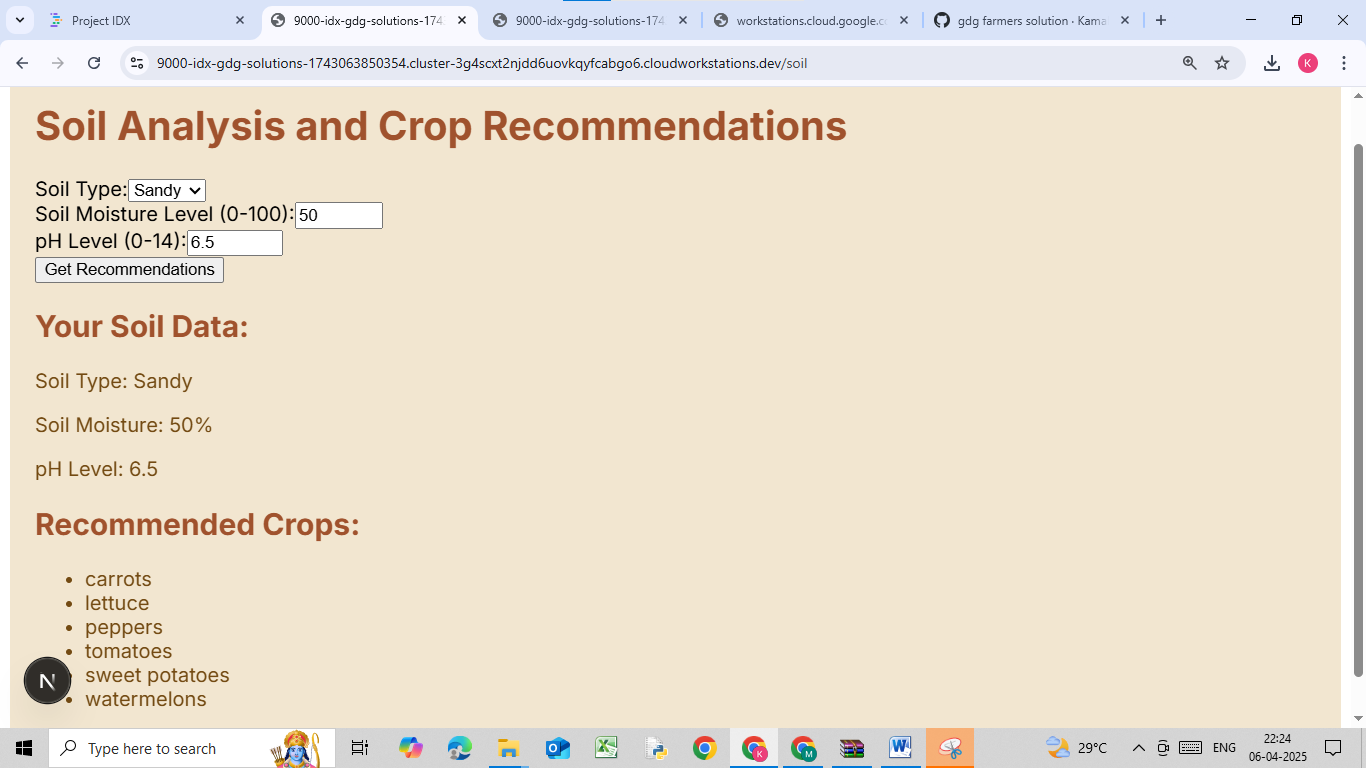 Project IDX
9000-idx-gdg-solutions-174
9000-idx-gdg-solutions-174
workstations.cloud.google.c
gdg farmers solution · Kama
9000-idx-gdg-solutions-1743063850354.cluster-3g4scxt2njdd6uovkqyfcabgo6.cloudworkstations.dev/soil
K
Soil Analysis and Crop Recommendations
Soil Type: Sandy
Soil Moisture Level (0-100): 50
pH Level (0-14): 6.5
Get Recommendations
Your Soil Data:
Soil Type: Sandy
Soil Moisture: 50%
pH Level: 6.5
Recommended Crops:
• carrots
• lettuce
• peppers
• tomatoes
• sweet potatoes
• watermelons
N
Type here to search
K
M
W
29°C
ENG
22:24
06-04-2025